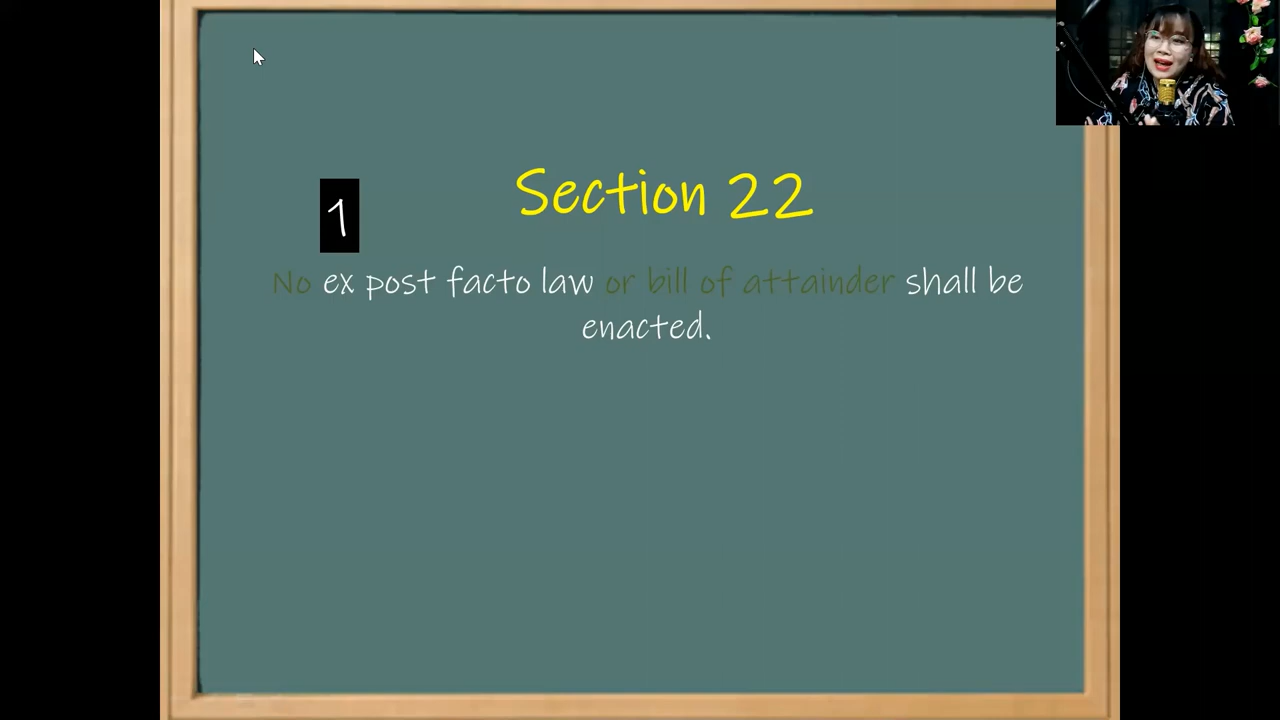 Section 22
1
No ex post facto law or bill of attainder shall be
enacted.